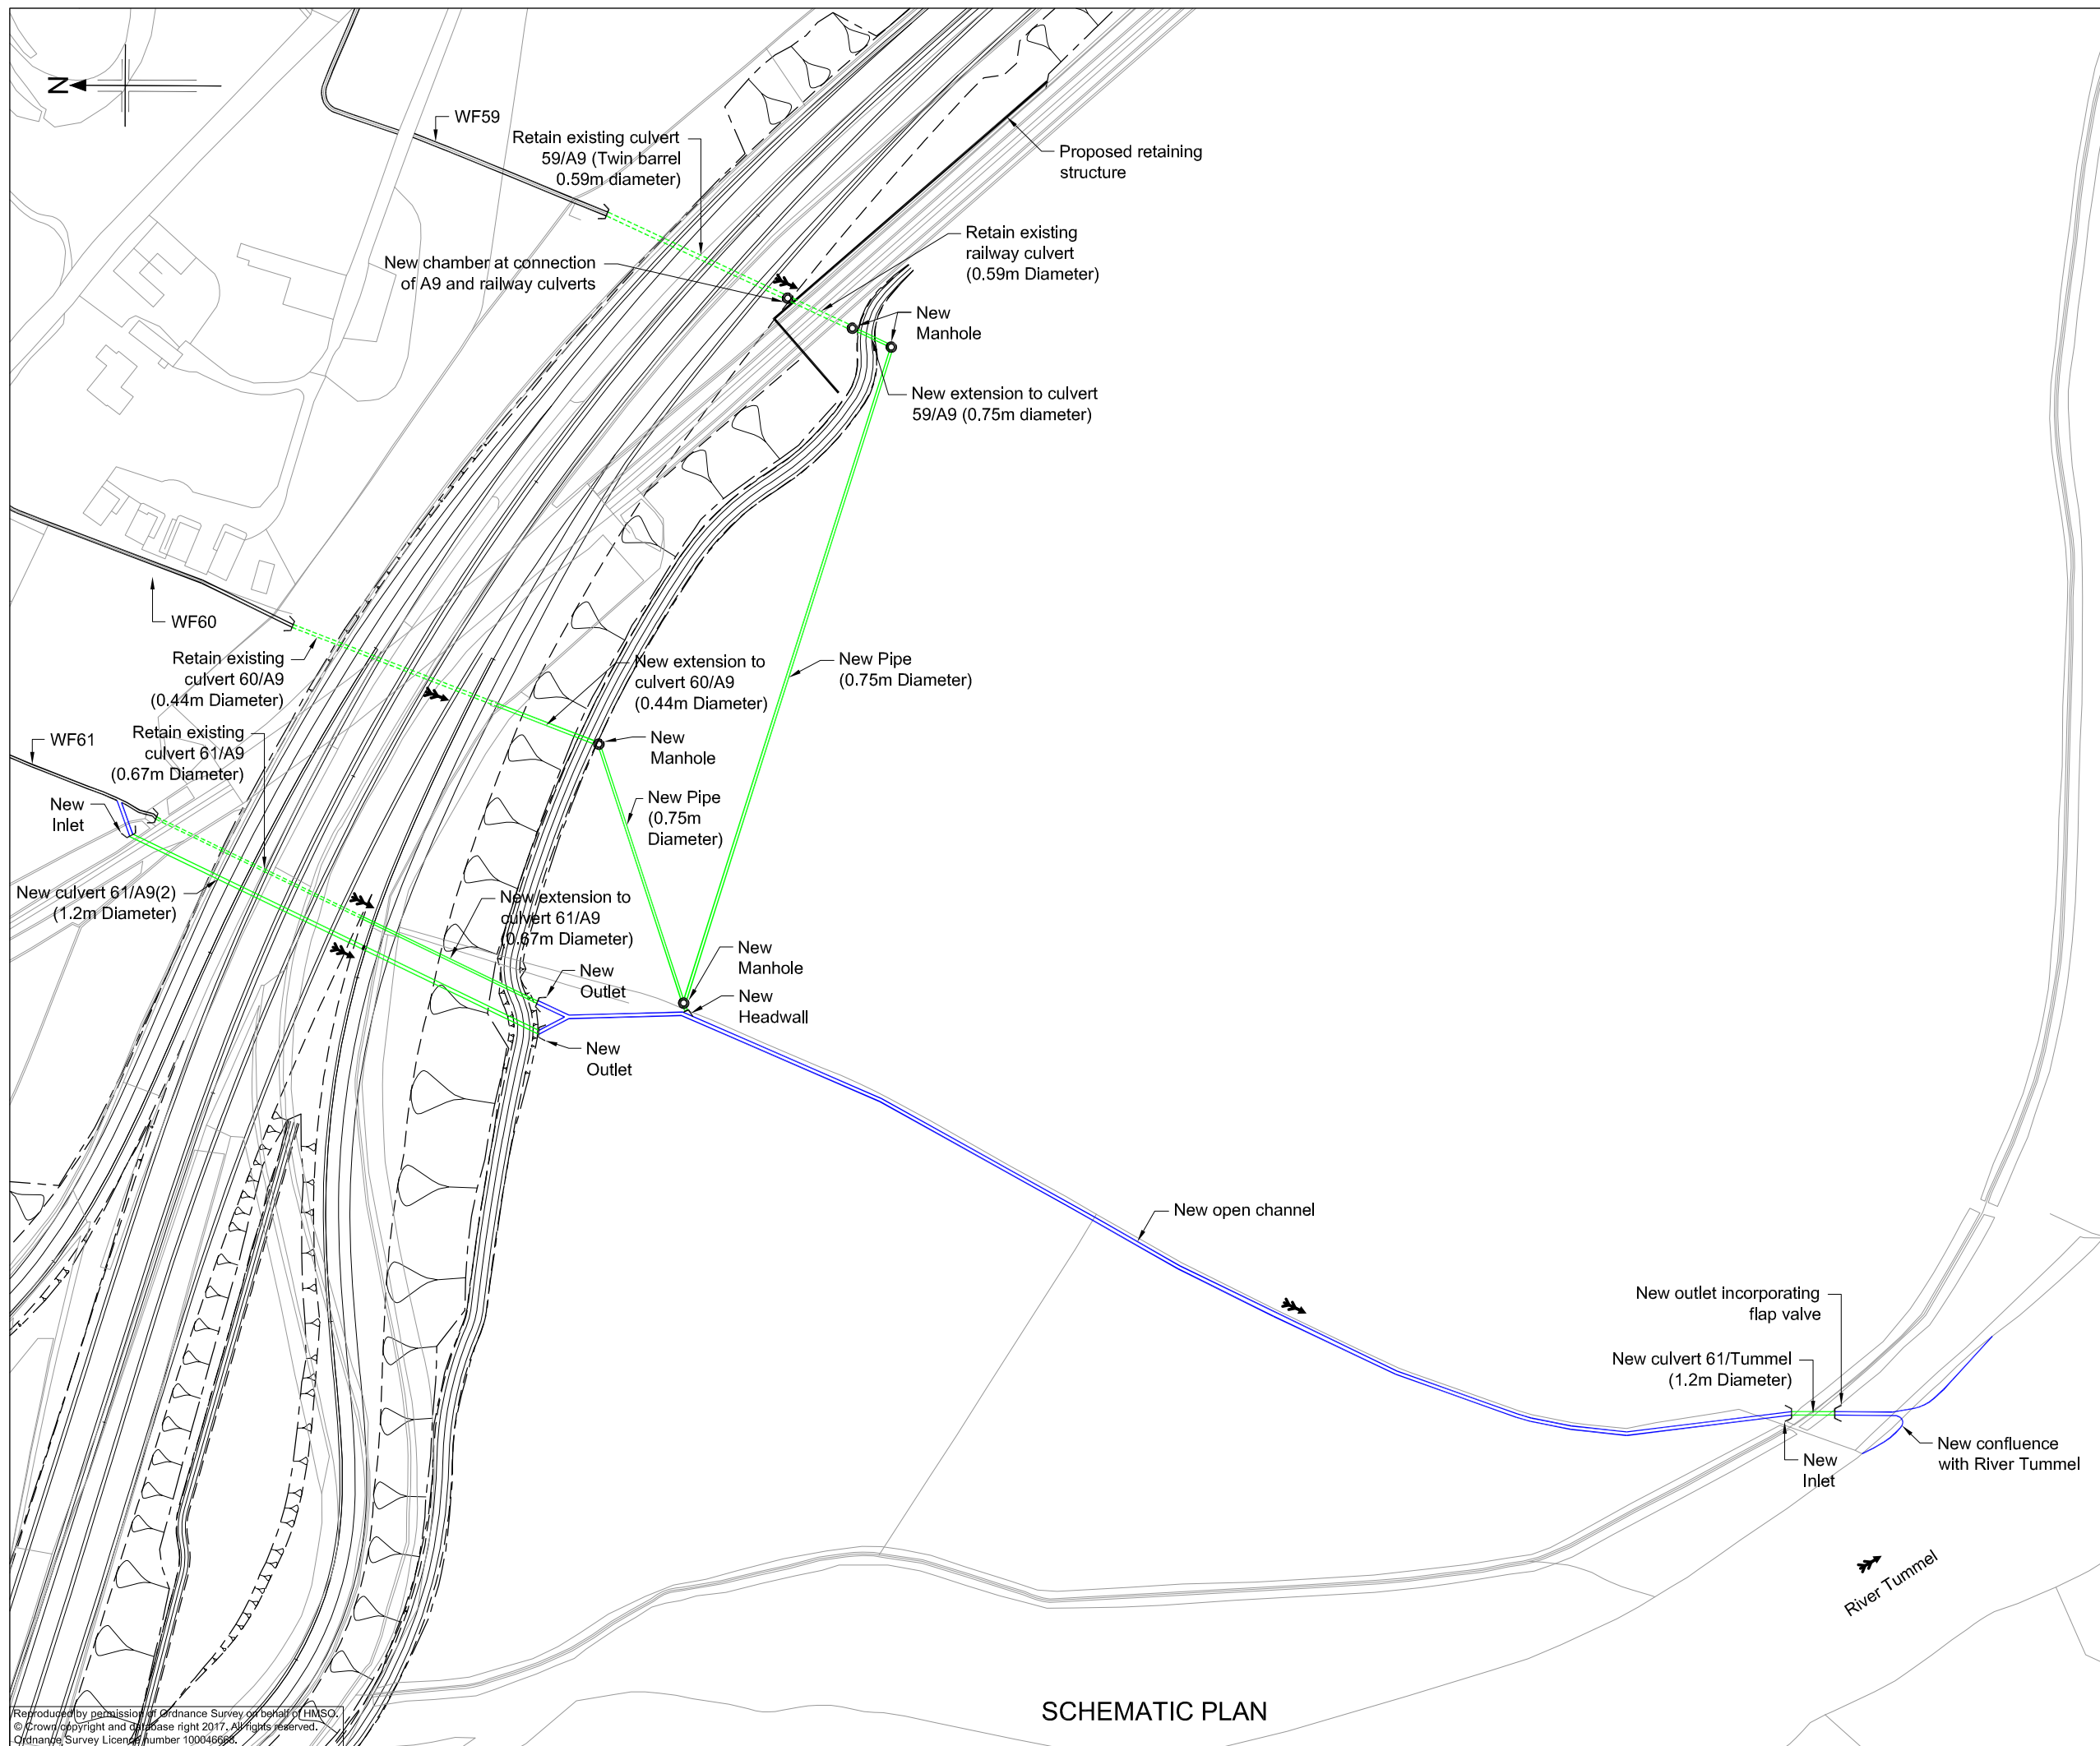 N
WF59
Retain existing culvert
59/A9 (Twin barrel
0.59m diameter)
Proposed retaining
structure
Retain existing
railway culvert
(0.59m Diameter)
New chamber at connection
of A9 and railway culverts
New
Manhole
New extension to culvert
59/A9 (0.75m diameter)
WF60
Retain existing
culvert 60/A9
(0.44m Diameter)
New extension to
culvert 60/A9
(0.44m Diameter)
New Pipe
(0.75m Diameter)
WF61
Retain existing
culvert 61/A9
(0.67m Diameter)
New
Manhole
New
Inlet
New Pipe
(0.75m
Diameter)
New culvert 61/A9(2)
(1.2m Diameter)
New extension to
culvert 61/A9
(0.67m Diameter)
New
Manhole
New
Outlet
New
Headwall
New
Outlet
New open channel
New outlet incorporating
flap valve
New culvert 61/Tummel
(1.2m Diameter)
New confluence
with River Tummel
New
Inlet
River Tummel
SCHEMATIC PLAN
Reproduced by permission of Ordnance Survey on behalf of HMSO.
© Crown copyright and database right 2017. All rights reserved.
Ordnance Survey Licence number 100046668.